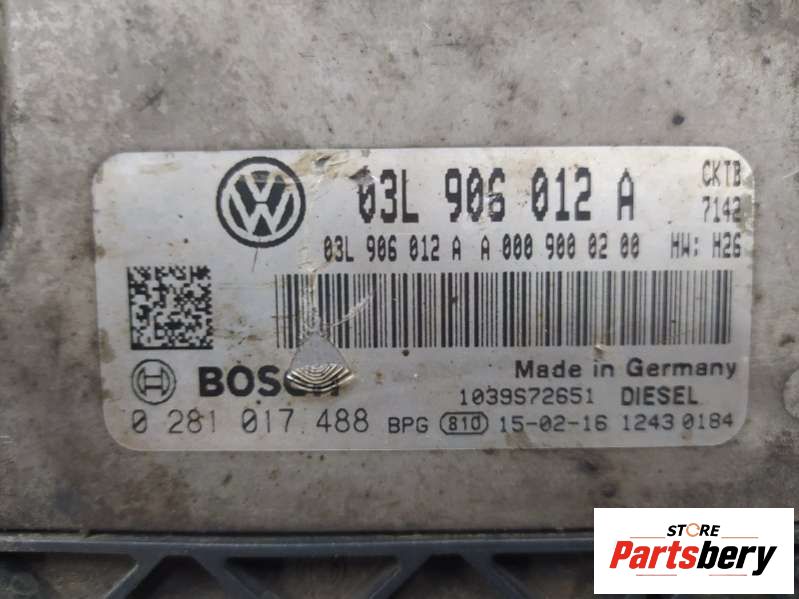 03L 906 012 A
CKTB
7142
03L 906 012 A A 000 900 02 00 HW: H26
Made in Germany
BOSCH
1039S72651 DIESEL
0 281 017 488 BPG 810 15-02-16 1243 0184
STORE
Partsbery